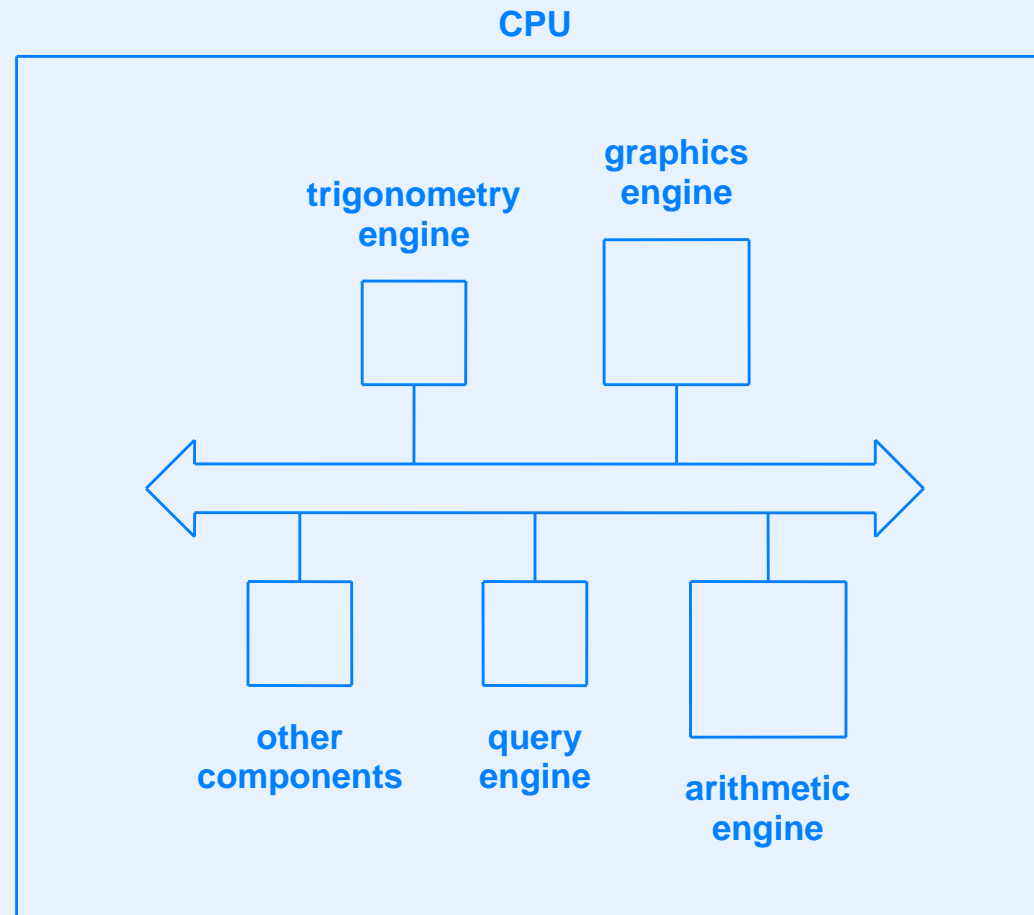 CPU
graphics
engine
trigonometry
engine
other
components
query
engine
arithmetic
engine